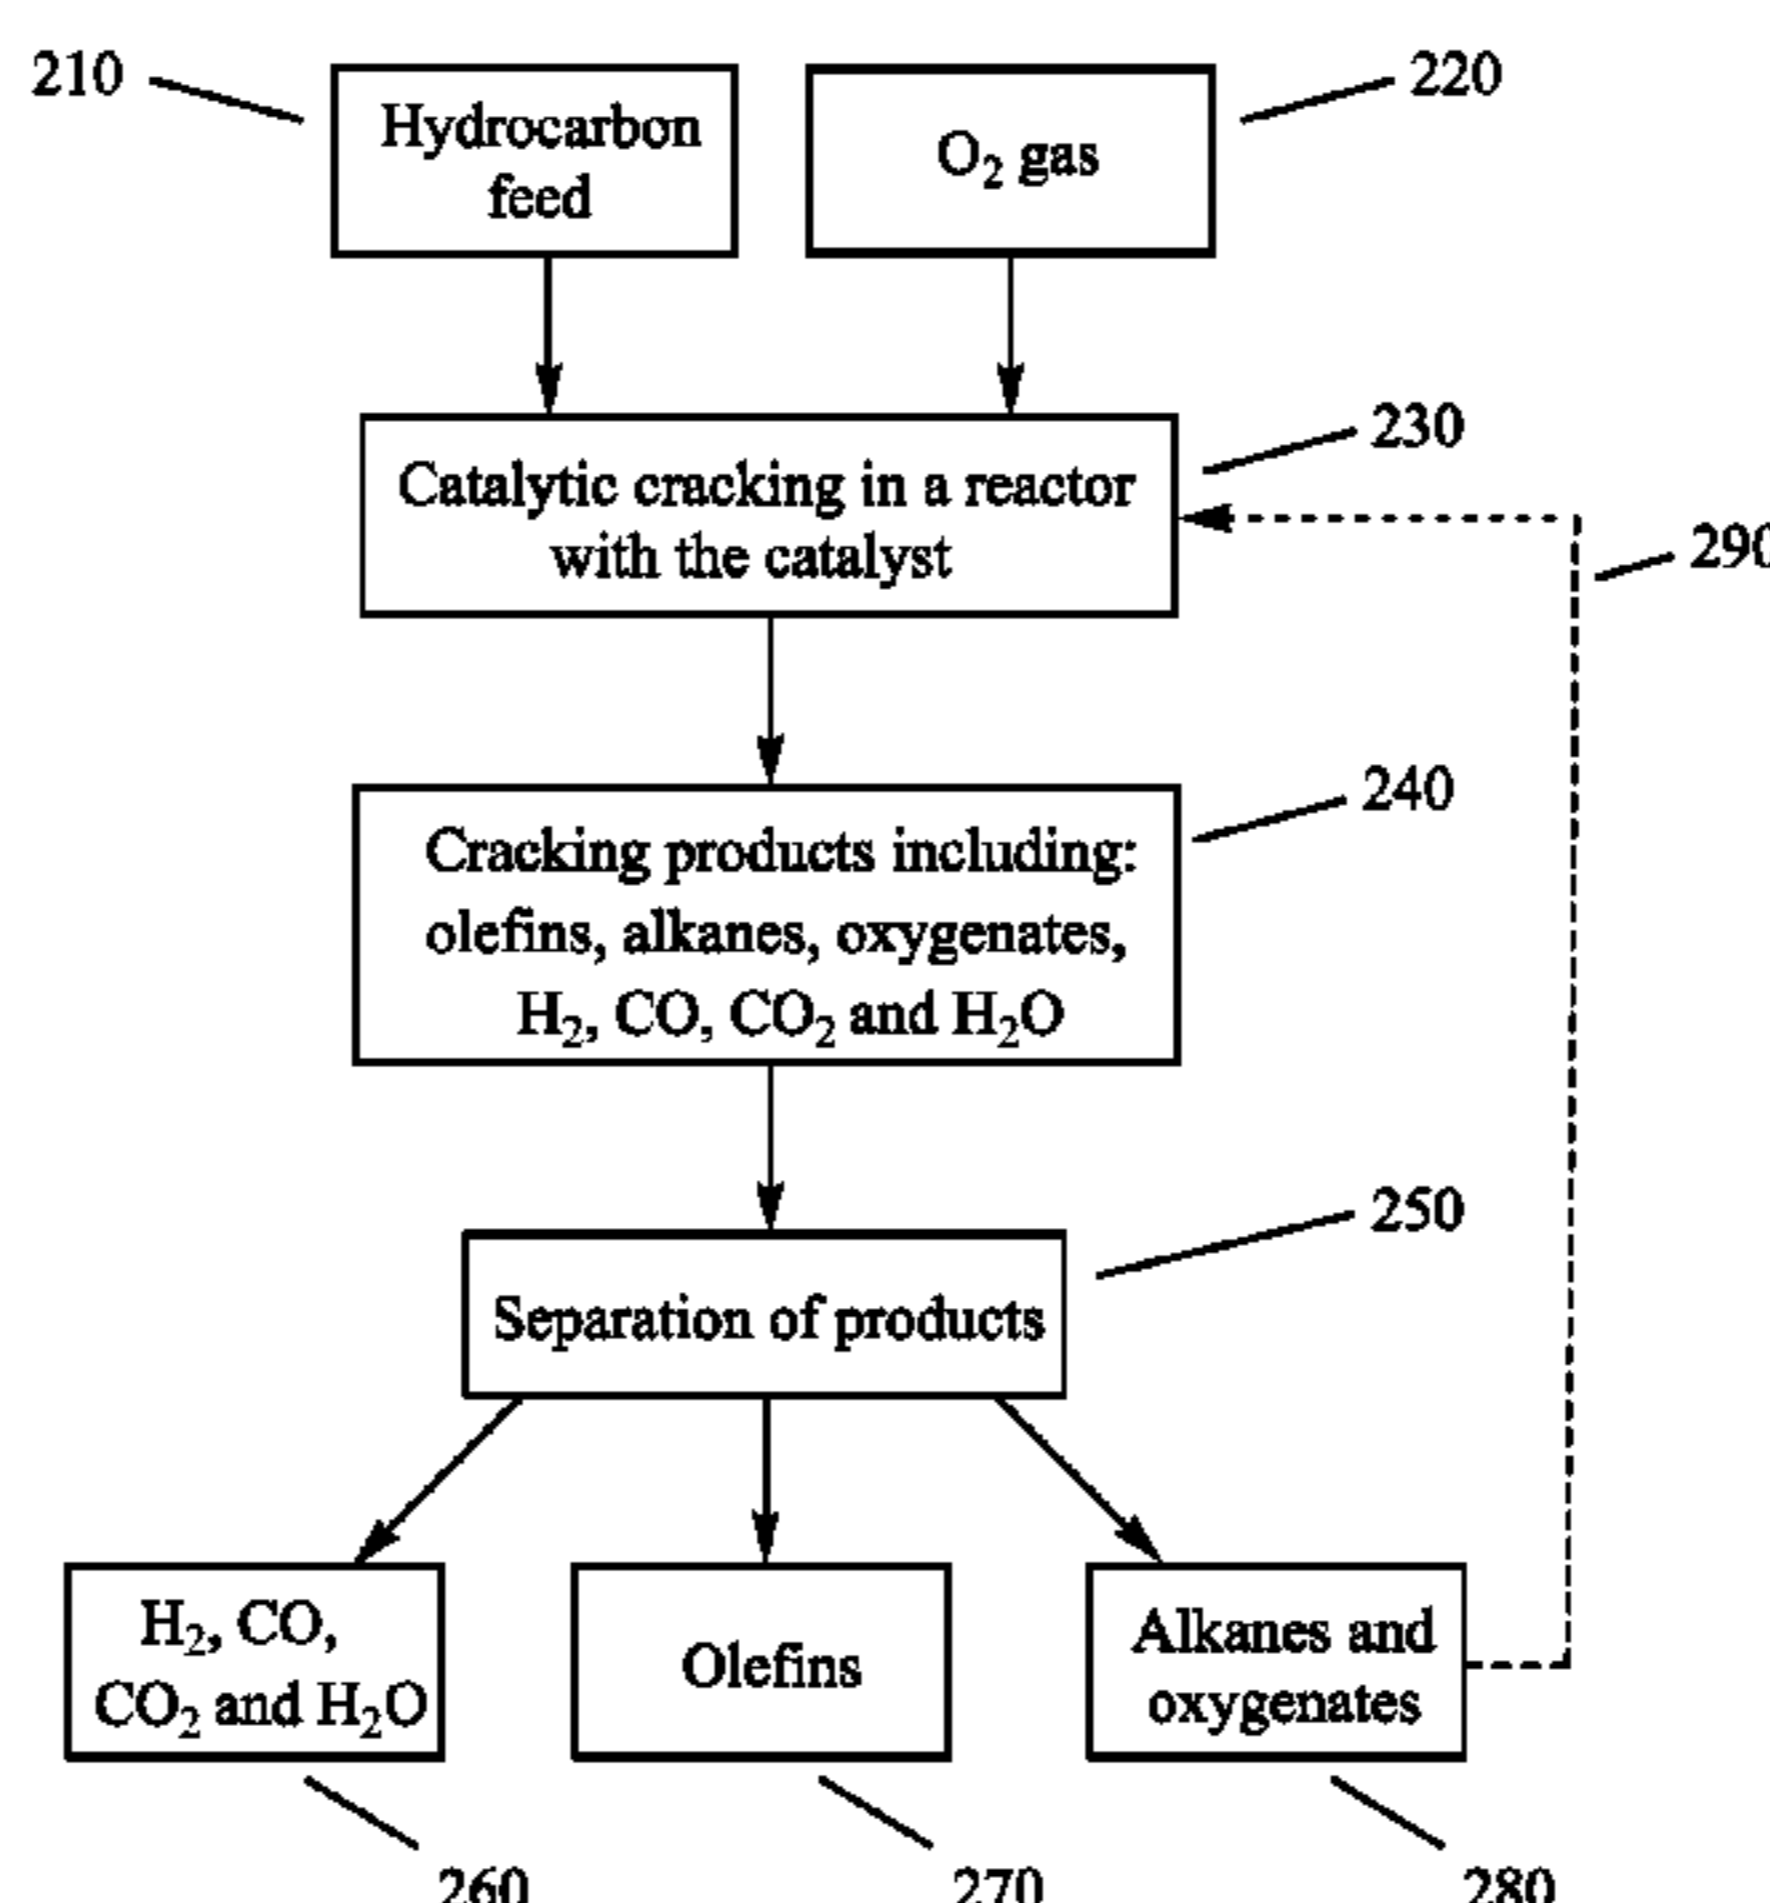 210
Hydrocarbon
feed
O₂ gas
220
Catalytic cracking in a reactor
with the catalyst
230
290
Cracking products including:
olefins, alkanes, oxygenates,
H₂, CO, CO₂ and H₂O
240
Separation of products
250
H₂, CO,
CO₂ and H₂O
Olefins
Alkanes and
oxygenates
260
270
280